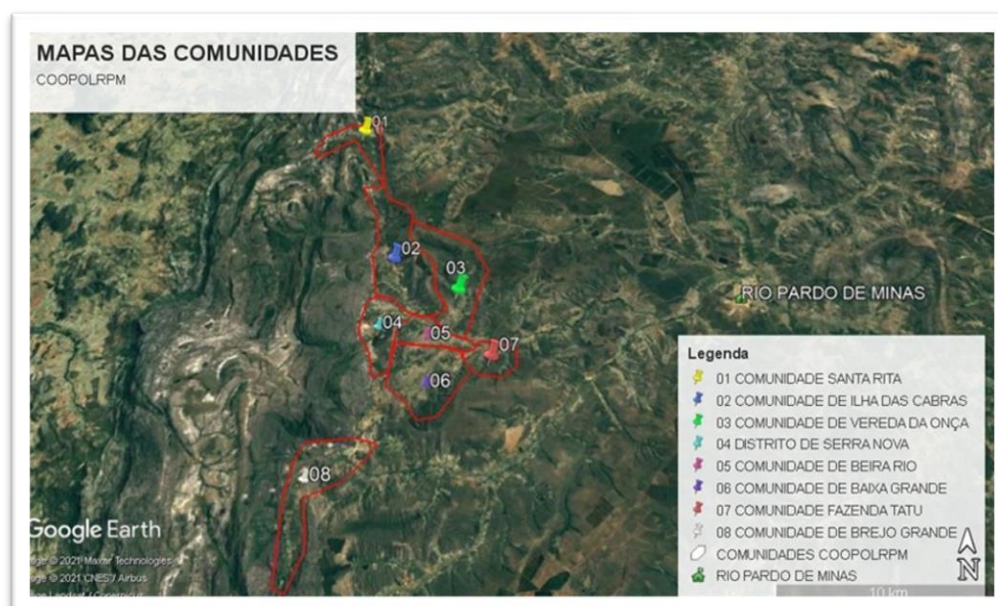 MAPAS DAS COMUNIDADES
COOPOLRPM
01
02
03
04
05
07
06
08
RIO PARDO DE MINAS
Legenda
01 COMUNIDADE SANTA RITA
02 COMUNIDADE DE ILHA DAS CABRAS
03 COMUNIDADE DE VEREDA DA ONÇA
04 DISTRITO DE SERRA NOVA
05 COMUNIDADE DE BEIRA RIO
06 COMUNIDADE DE BAIXA GRANDE
07 COMUNIDADE FAZENDA TATU
08 COMUNIDADE DE BREJO GRANDE
COMUNIDADES COOPOLRPM
RIO PARDO DE MINAS
N
10 km
Google Earth
© 2021 Maxar Technologies
© 2021 CNES / Airbus
Landsat / Copernicus